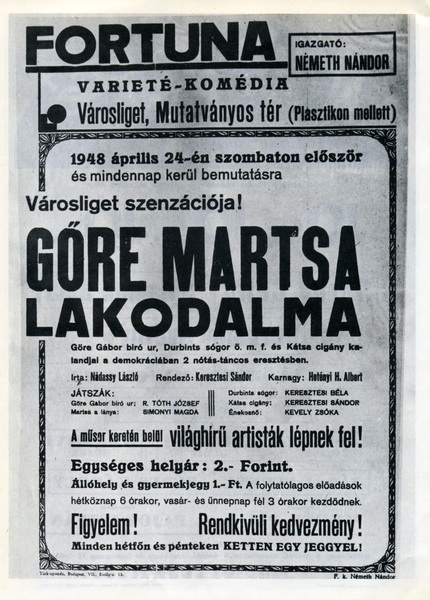 FORTUNA
IGAZGATÓ:
NÉMETH NÁNDOR
VARIETÉ-KOMÉDIA
Városliget, Mutatványos tér (Plasztikon mellett)
1948 április 24-én szombaton először
és mindennap kerül bemutatásra
Városliget szenzációja!
GŐRE MARTSA
LAKODALMA
Göre Gábor biró ur, Durbints sógor ö. m. f. és Kátsa cigány ka-
landjai a demokráciában 2 nótás-táncos eresztésben.
Irta: Nádassy László Rendező: Keresztesi Sándor Karnagy: Hetényi H. Albert
JÁTSZÁK:
Göre Gábor biró ur: R. TÓTH JÓZSEF
Martsa a lánya: SIMONYI MAGDA
Durbints sógor: KERESZTESI BÉLA
Kátsa cigány: KERESZTESI SÁNDOR
Énekesnő: KEVELY ZSÓKA
A műsor keretén belül világhírű artisták lépnek fel!
Egységes helyár: 2.- Forint.
Állóhely és gyermekjegy 1.- Ft. A folytatólagos előadások
hétköznap 6 órakor, vasár- és ünnepnap fél 3 órakor kezdődnek.
Figyelem! Rendkivüli kedvezmény!
Minden hétfőn és pénteken KETTEN EGY JEGGYEL!
F. k. Németh Nándor